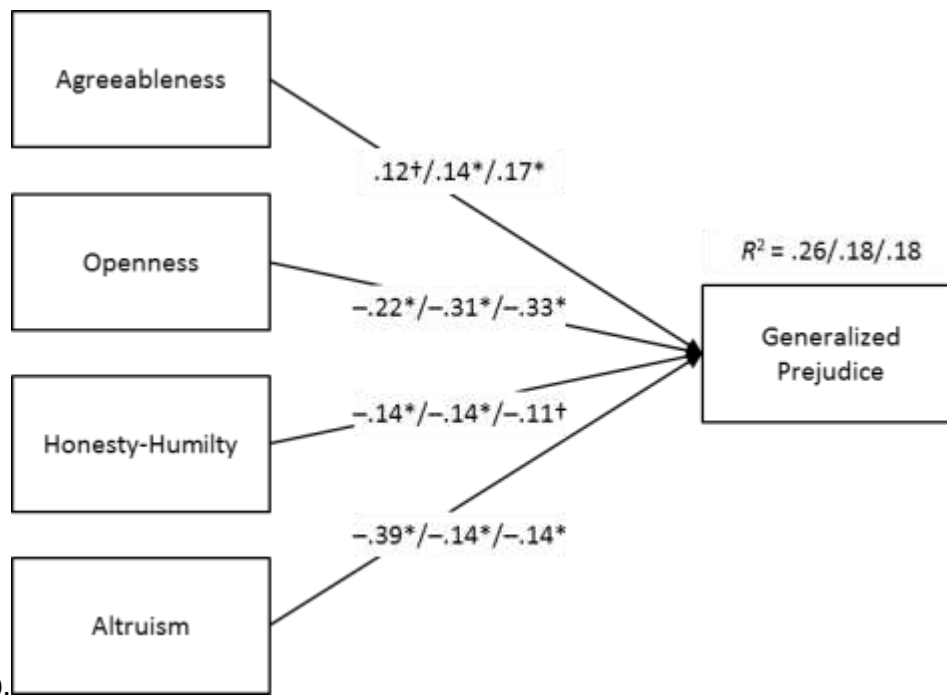 Agreeableness
.12†/.14*/.17*
Openness
R² = .26/.18/.18
–.22*/–.31*/–.33*
Generalized
Prejudice
Honesty-Humilty
–.14*/–.14*/–.11†
–.39*/–.14*/–.14*
Altruism